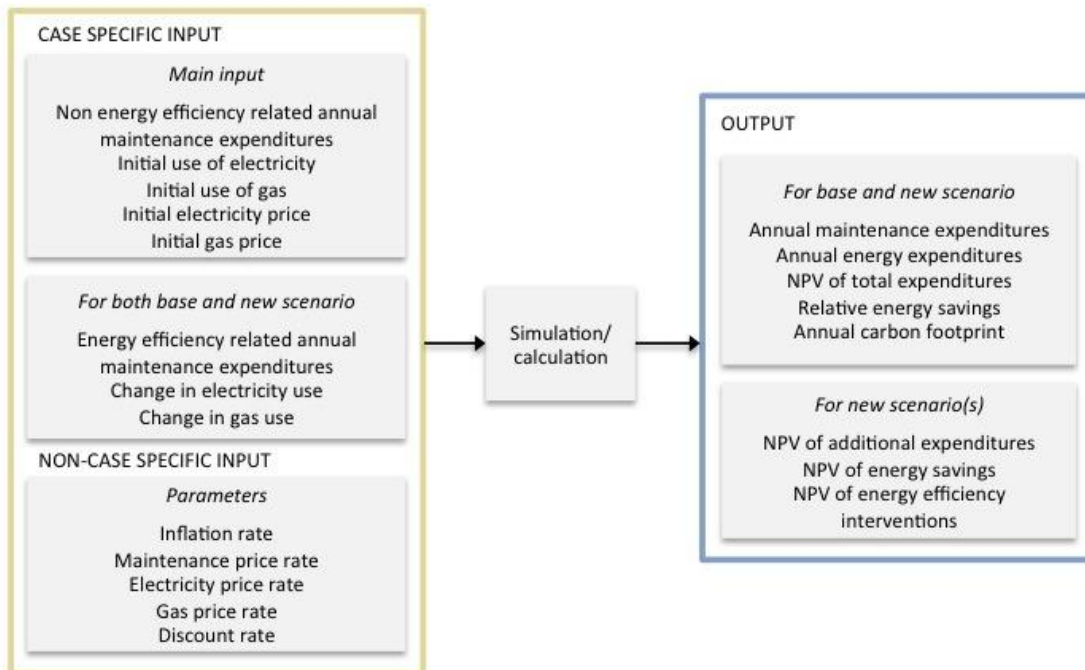 CASE SPECIFIC INPUT
Main input
Non energy efficiency related annual
maintenance expenditures
Initial use of electricity
Initial use of gas
Initial electricity price
Initial gas price
For both base and new scenario
Energy efficiency related annual
maintenance expenditures
Change in electricity use
Change in gas use
NON-CASE SPECIFIC INPUT
Parameters
Inflation rate
Maintenance price rate
Electricity price rate
Gas price rate
Discount rate
Simulation/
calculation
OUTPUT
For base and new scenario
Annual maintenance expenditures
Annual energy expenditures
NPV of total expenditures
Relative energy savings
Annual carbon footprint
For new scenario(s)
NPV of additional expenditures
NPV of energy savings
NPV of energy efficiency
interventions